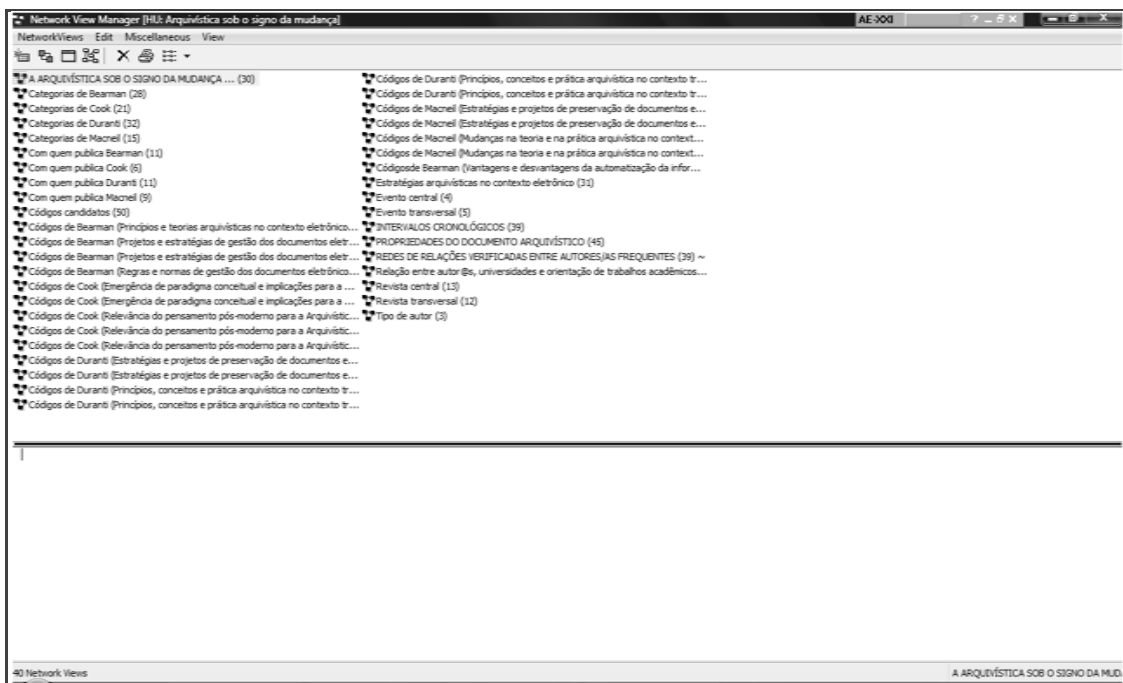 Network View Manager [HU: Arquivística sob o signo da mudança]
AE-XXI
NetworkViews Edit Miscellaneous View
A ARQUIVÍSTICA SOB O SIGNO DA MUDANÇA ... (30)
Categorias de Bearman (28)
Categorias de Cook (21)
Categorias de Duranti (32)
Categorias de Macneil (15)
Com quem publica Bearman (11)
Com quem publica Cook (6)
Com quem publica Duranti (11)
Com quem publica Macneil (9)
Códigos candidatos (50)
Códigos de Bearman (Princípios e teorias arquivísticas no contexto eletrônico...
Códigos de Bearman (Projetos e estratégias de gestão dos documentos eletr...
Códigos de Bearman (Projetos e estratégias de gestão dos documentos eletr...
Códigos de Bearman (Regras e normas de gestão dos documentos eletrônico...
Códigos de Cook (Emergência de paradigma conceitual e implicações para a ...
Códigos de Cook (Emergência de paradigma conceitual e implicações para a ...
Códigos de Cook (Relevância do pensamento pós-moderno para a Arquivístic...
Códigos de Cook (Relevância do pensamento pós-moderno para a Arquivístic...
Códigos de Cook (Relevância do pensamento pós-moderno para a Arquivístic...
Códigos de Duranti (Estratégias e projetos de preservação de documentos e...
Códigos de Duranti (Estratégias e projetos de preservação de documentos e...
Códigos de Duranti (Princípios, conceitos e prática arquivística no contexto tr...
Códigos de Duranti (Princípios, conceitos e prática arquivística no contexto tr...
Códigos de Duranti (Princípios, conceitos e prática arquivística no contexto tr...
Códigos de Duranti (Princípios, conceitos e prática arquivística no contexto tr...
Códigos de Macneil (Estratégias e projetos de preservação de documentos e...
Códigos de Macneil (Estratégias e projetos de preservação de documentos e...
Códigos de Macneil (Mudanças na teoria e na prática arquivística no context...
Códigos de Macneil (Mudanças na teoria e na prática arquivística no context...
Códigosde Bearman (Vantagens e desvantagens da automatização da infor...
Estratégias arquivísticas no contexto eletrônico (31)
Evento central (4)
Evento transversal (5)
INTERVALOS CRONOLÓGICOS (39)
PROPRIEDADES DO DOCUMENTO ARQUIVÍSTICO (45)
REDES DE RELAÇÕES VERIFICADAS ENTRE AUTORES/AS FREQUENTES (39) ~
Relação entre autor@s, universidades e orientação de trabalhos acadêmicos...
Revista central (13)
Revista transversal (12)
Tipo de autor (3)
40 Network Views
A ARQUIVÍSTICA SOB O SIGNO DA MUD